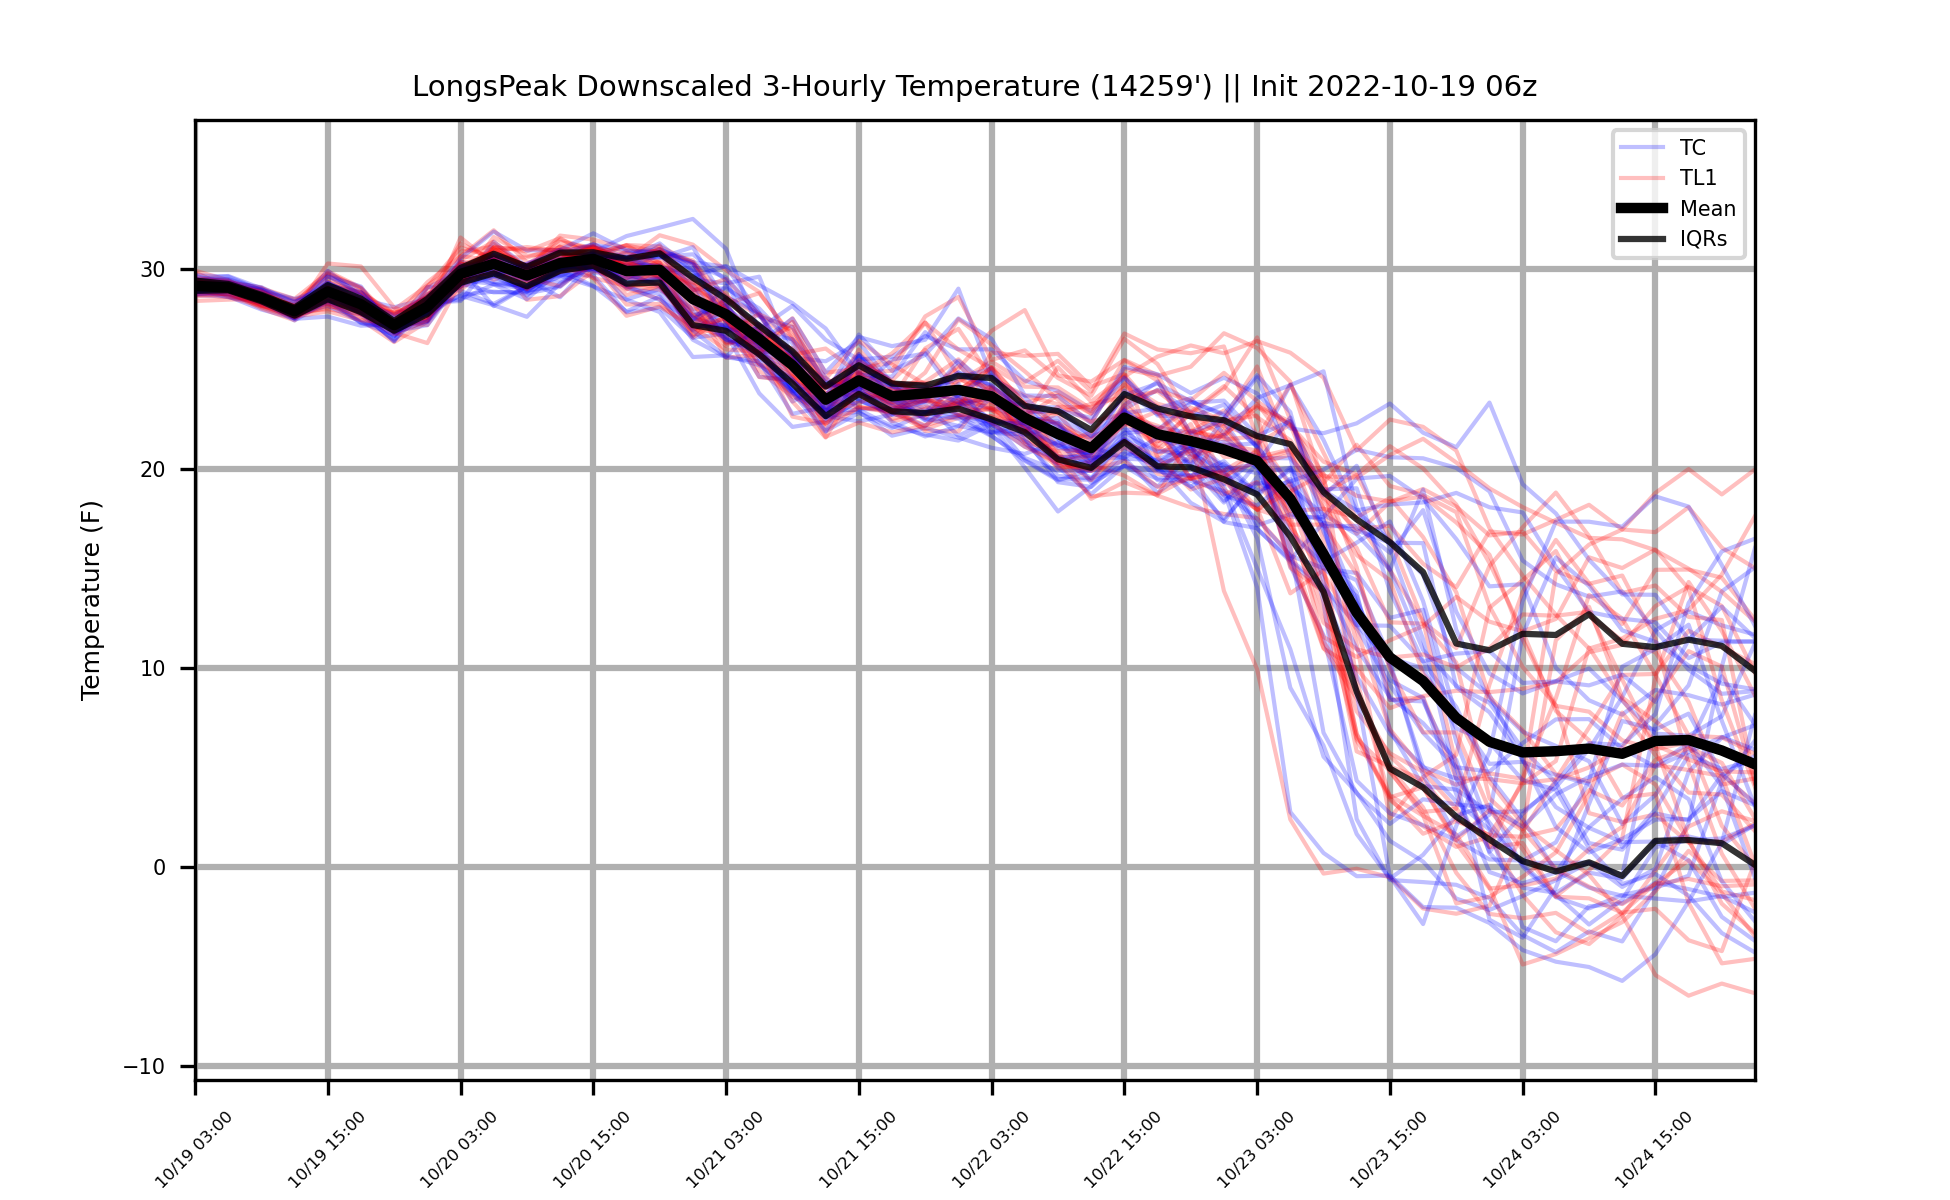 LongsPeak Downscaled 3-Hourly Temperature (14259') || Init 2022-10-19 06z
TC
TL1
Mean
IQRs
Temperature (F)
30
20
10
0
−10
10/19 03:00
10/19 15:00
10/20 03:00
10/20 15:00
10/21 03:00
10/21 15:00
10/22 03:00
10/22 15:00
10/23 03:00
10/23 15:00
10/24 03:00
10/24 15:00